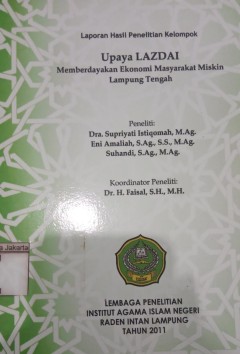 Laporan Hasil Penelitian Kelompok
Upaya LAZDAI
Memberdayakan Ekonomi Masyarakat Miskin
Lampung Tengah
Peneliti:
Dra. Supriyati Istiqomah, M.Ag.
Eni Amaliah, S.Ag., S.S., M.Ag.
Suhandi, S.Ag., M.Ag.
Koordinator Peneliti:
Dr. H. Faisal, S.H., M.H.
a Jakarta
LEMBAGA PENELITIAN
INSTITUT AGAMA ISLAM NEGERI
RADEN INTAN LAMPUNG
TAHUN 2011